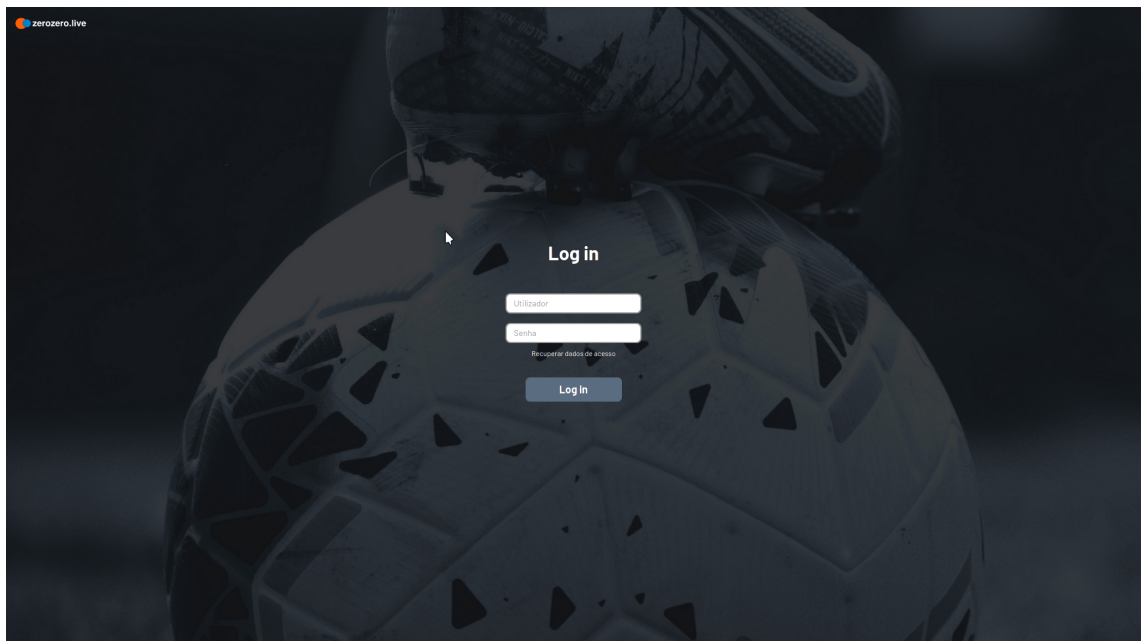 zerozero.live
Log in
Utilizador
Senha
Recuperar dados de acesso
Log in